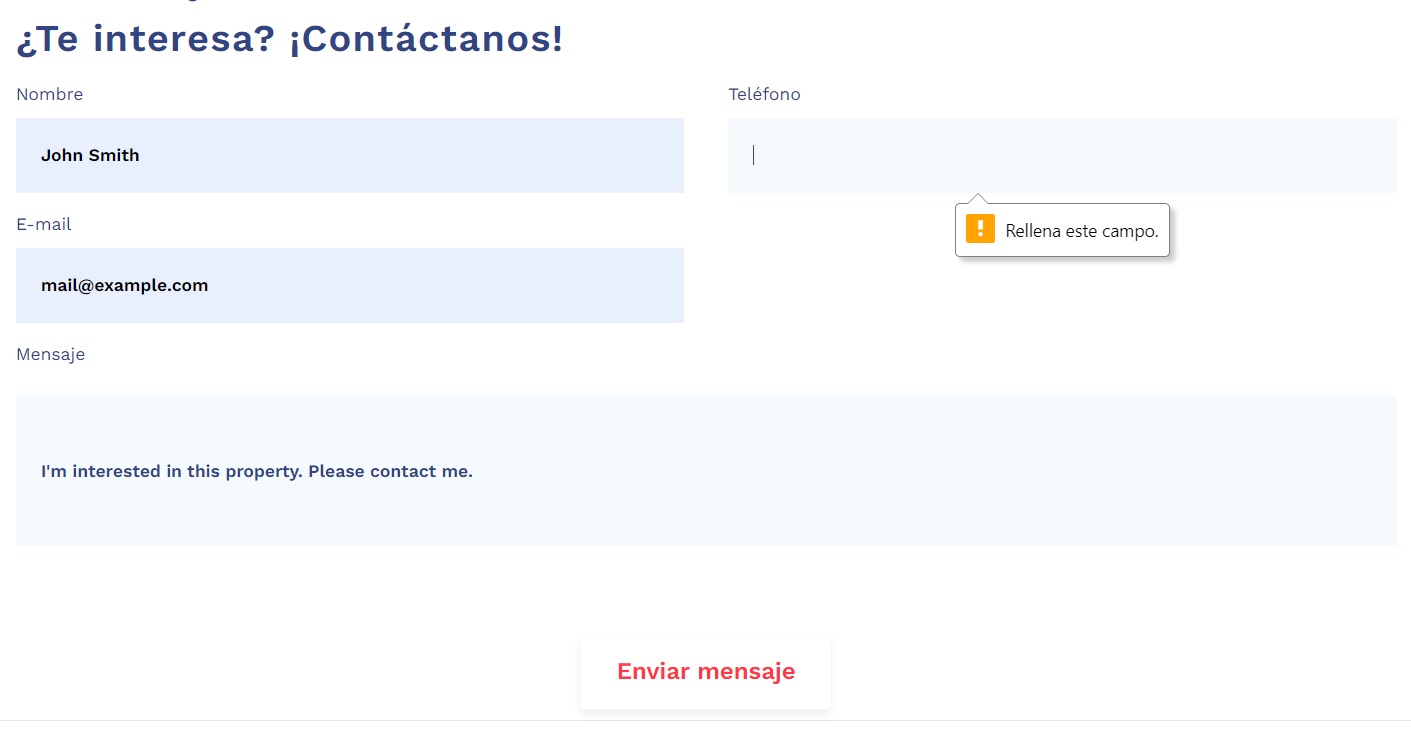 ¿Te interesa? ¡Contáctanos!
Nombre
Teléfono
John Smith
Rellena este campo.
E-mail
mail@example.com
Mensaje
I'm interested in this property. Please contact me.
Enviar mensaje